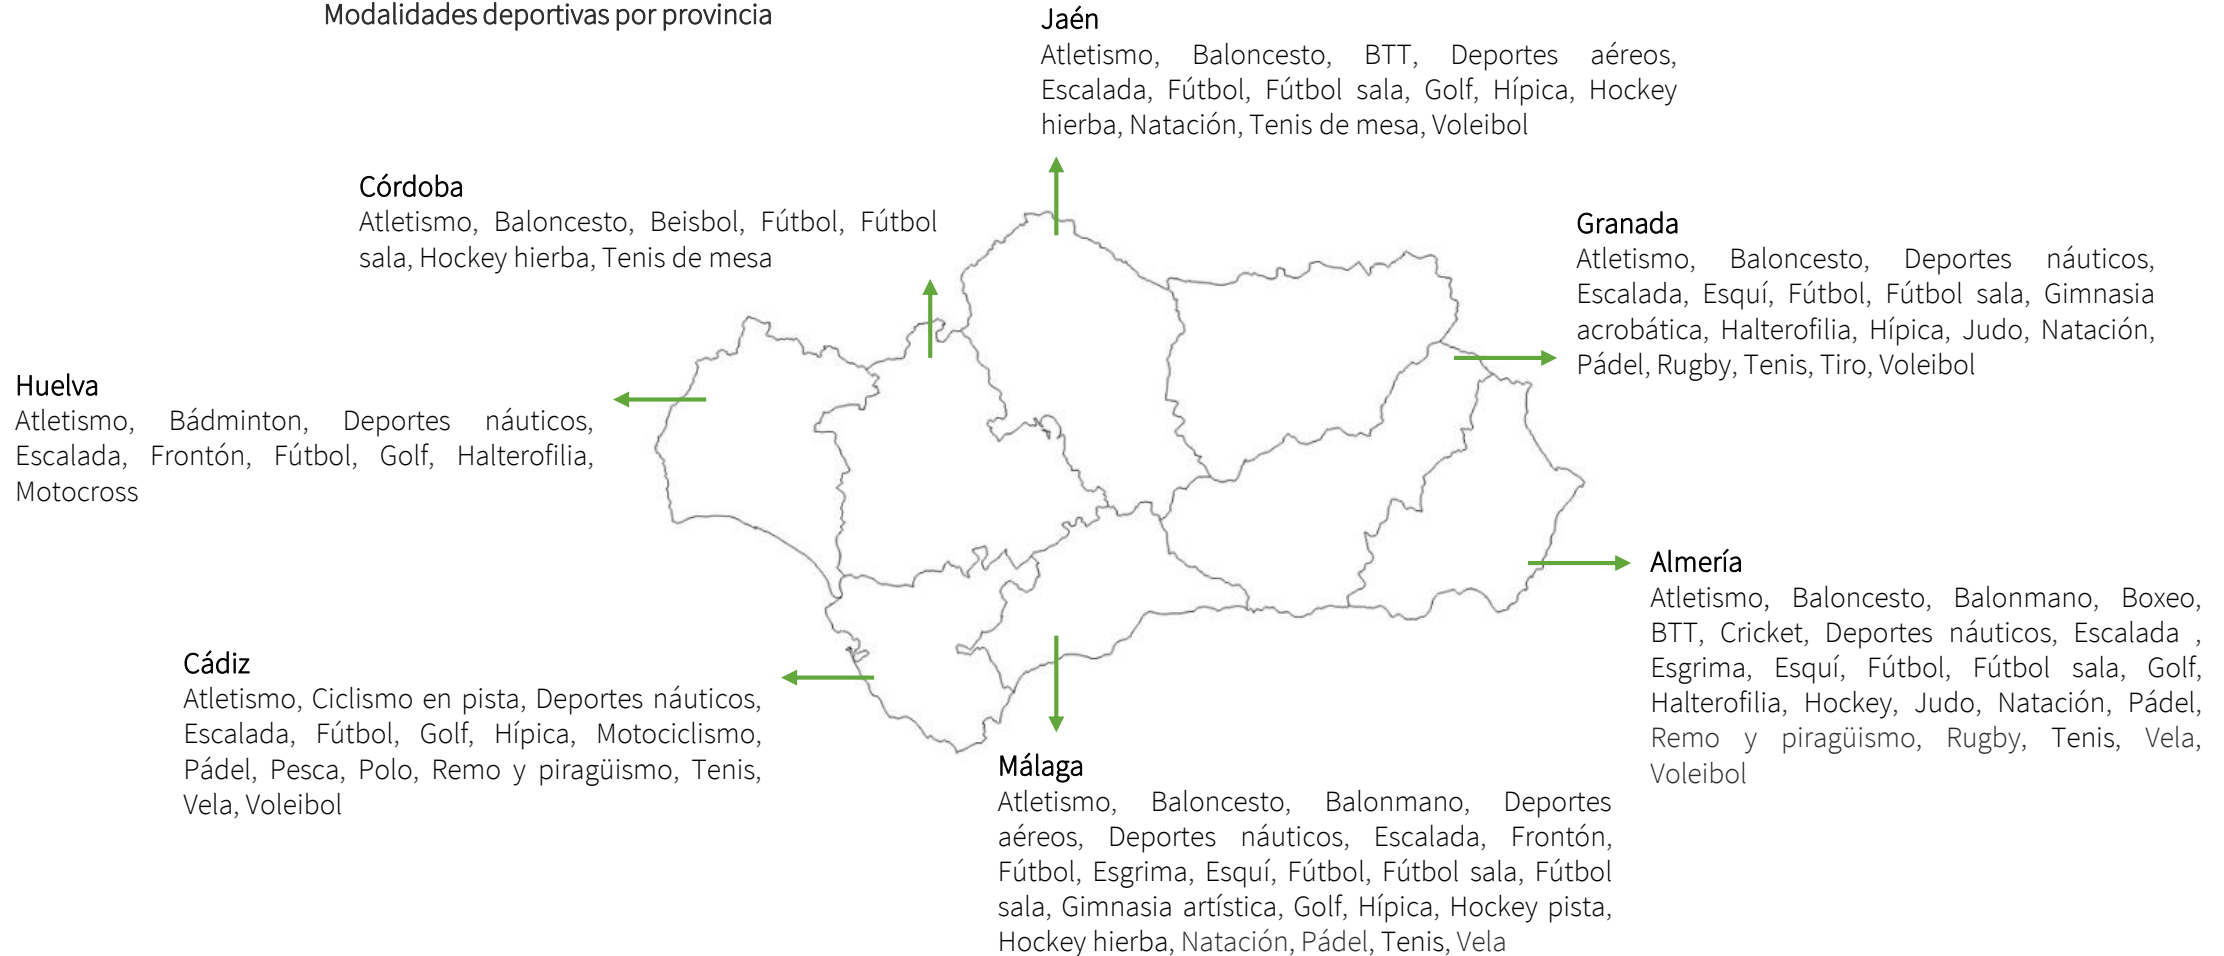 Modalidades deportivas por provincia
Jaén
Atletismo, Baloncesto, BTT, Deportes aéreos,
Escalada, Fútbol, Fútbol sala, Golf, Hípica, Hockey
hierba, Natación, Tenis de mesa, Voleibol
Córdoba
Atletismo, Baloncesto, Beisbol, Fútbol, Fútbol
sala, Hockey hierba, Tenis de mesa
Granada
Atletismo, Baloncesto, Deportes náuticos,
Escalada, Esquí, Fútbol, Fútbol sala, Gimnasia
acrobática, Halterofilia, Hípica, Judo, Natación,
Pádel, Rugby, Tenis, Tiro, Voleibol
Huelva
Atletismo, Bádminton, Deportes náuticos,
Escalada, Frontón, Fútbol, Golf, Halterofilia,
Motocross
Almería
Atletismo, Baloncesto, Balonmano, Boxeo,
BTT, Cricket, Deportes náuticos, Escalada ,
Esgrima, Esquí, Fútbol, Fútbol sala, Golf,
Halterofilia, Hockey, Judo, Natación, Pádel,
Remo y piragüismo, Rugby, Tenis, Vela,
Voleibol
Cádiz
Atletismo, Ciclismo en pista, Deportes náuticos,
Escalada, Fútbol, Golf, Hípica, Motociclismo,
Pádel, Pesca, Polo, Remo y piragüismo, Tenis,
Vela, Voleibol
Málaga
Atletismo, Baloncesto, Balonmano, Deportes
aéreos, Deportes náuticos, Escalada, Frontón,
Fútbol, Esgrima, Esquí, Fútbol, Fútbol sala, Fútbol
sala, Gimnasia artística, Golf, Hípica, Hockey pista,
Hockey hierba, Natación, Pádel, Tenis, Vela